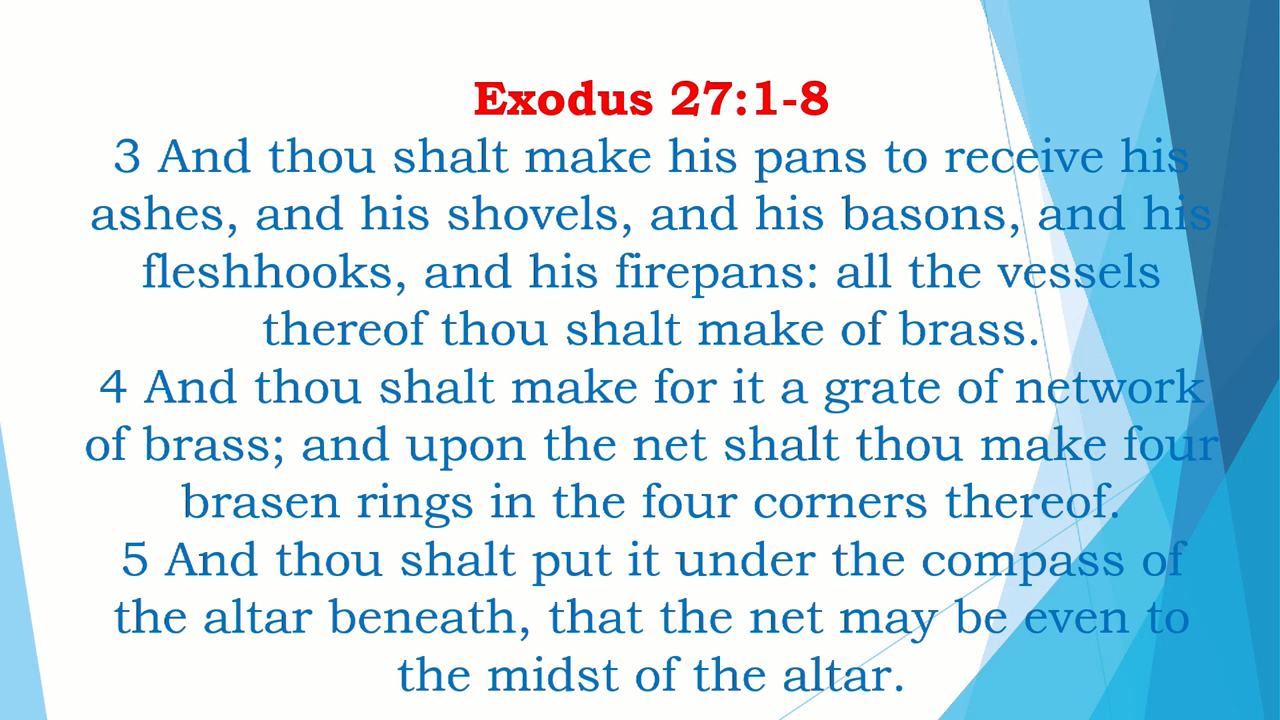 Exodus 27:1-8
3 And thou shalt make his pans to receive his
ashes, and his shovels, and his basons, and his
fleshhooks, and his firepans: all the vessels
thereof thou shalt make of brass.
4 And thou shalt make for it a grate of network
of brass; and upon the net shalt thou make four
brasen rings in the four corners thereof.
5 And thou shalt put it under the compass of
the altar beneath, that the net may be even to
the midst of the altar.